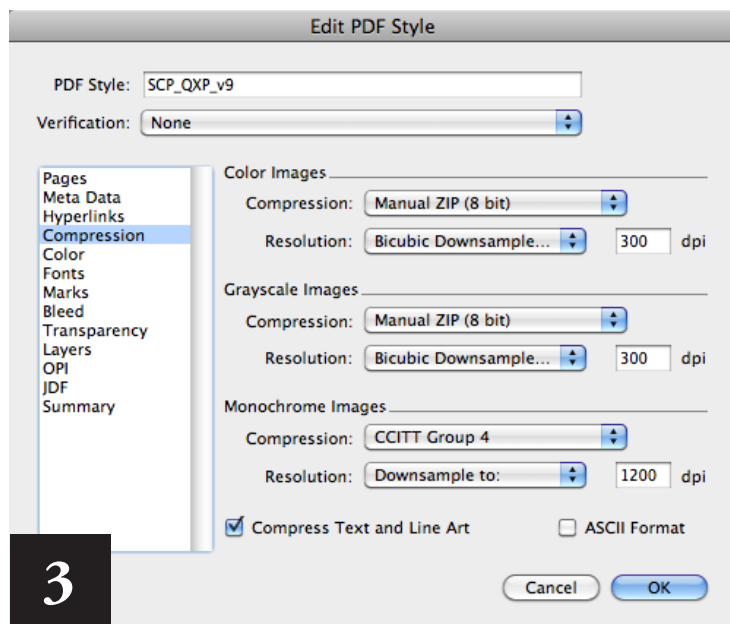 Edit PDF Style
PDF Style: SCP_QXP_v9
Verification: None
Pages
Meta Data
Hyperlinks
Compression
Color
Fonts
Marks
Bleed
Transparency
Layers
OPI
JDF
Summary
Color Images
Compression: Manual ZIP (8 bit)
Resolution: Bicubic Downsample... 300 dpi
Grayscale Images
Compression: Manual ZIP (8 bit)
Resolution: Bicubic Downsample... 300 dpi
Monochrome Images
Compression: CCITT Group 4
Resolution: Downsample to: 1200 dpi
Compress Text and Line Art ASCII Format
3
Cancel OK